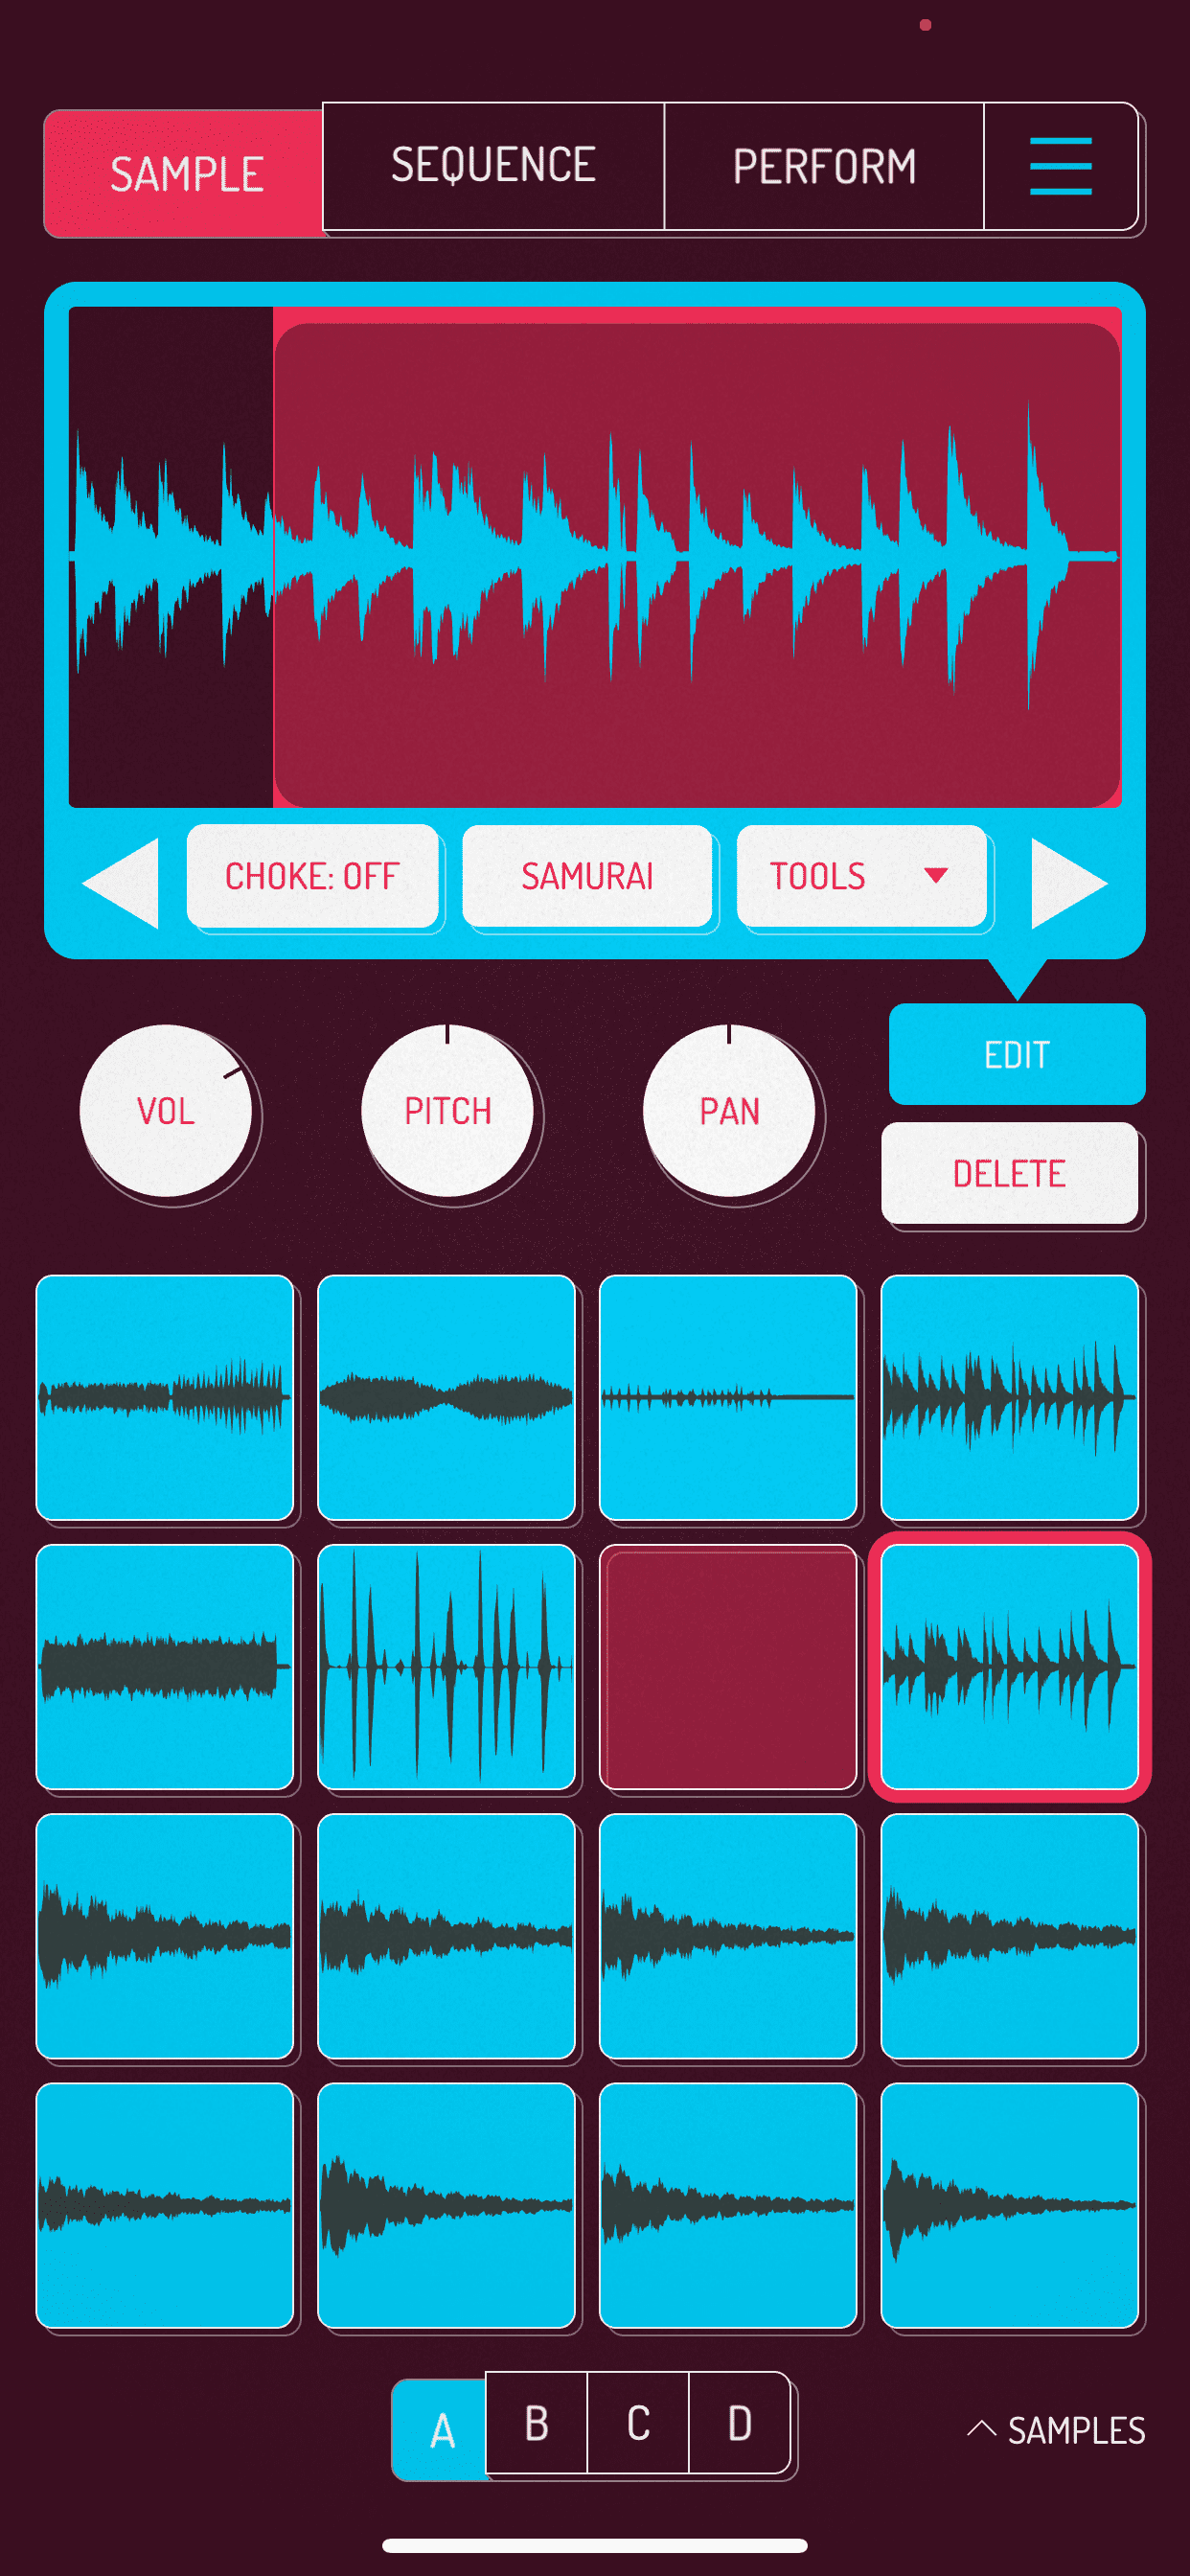 SAMPLE
SEQUENCE
PERFORM
CHOKE: OFF
SAMURAI
TOOLS
EDIT
VOL
PITCH
PAN
DELETE
A
B
C
D
SAMPLES